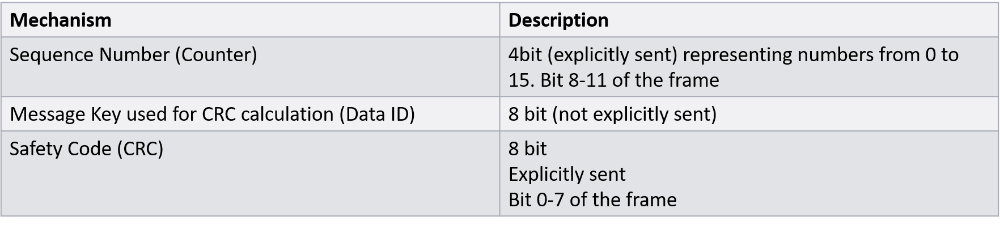 Mechanism
Description
Sequence Number (Counter)
4bit (explicitly sent) representing numbers from 0 to
15. Bit 8-11 of the frame
Message Key used for CRC calculation (Data ID)
8 bit (not explicitly sent)
Safety Code (CRC)
8 bit
Explicitly sent
Bit 0-7 of the frame